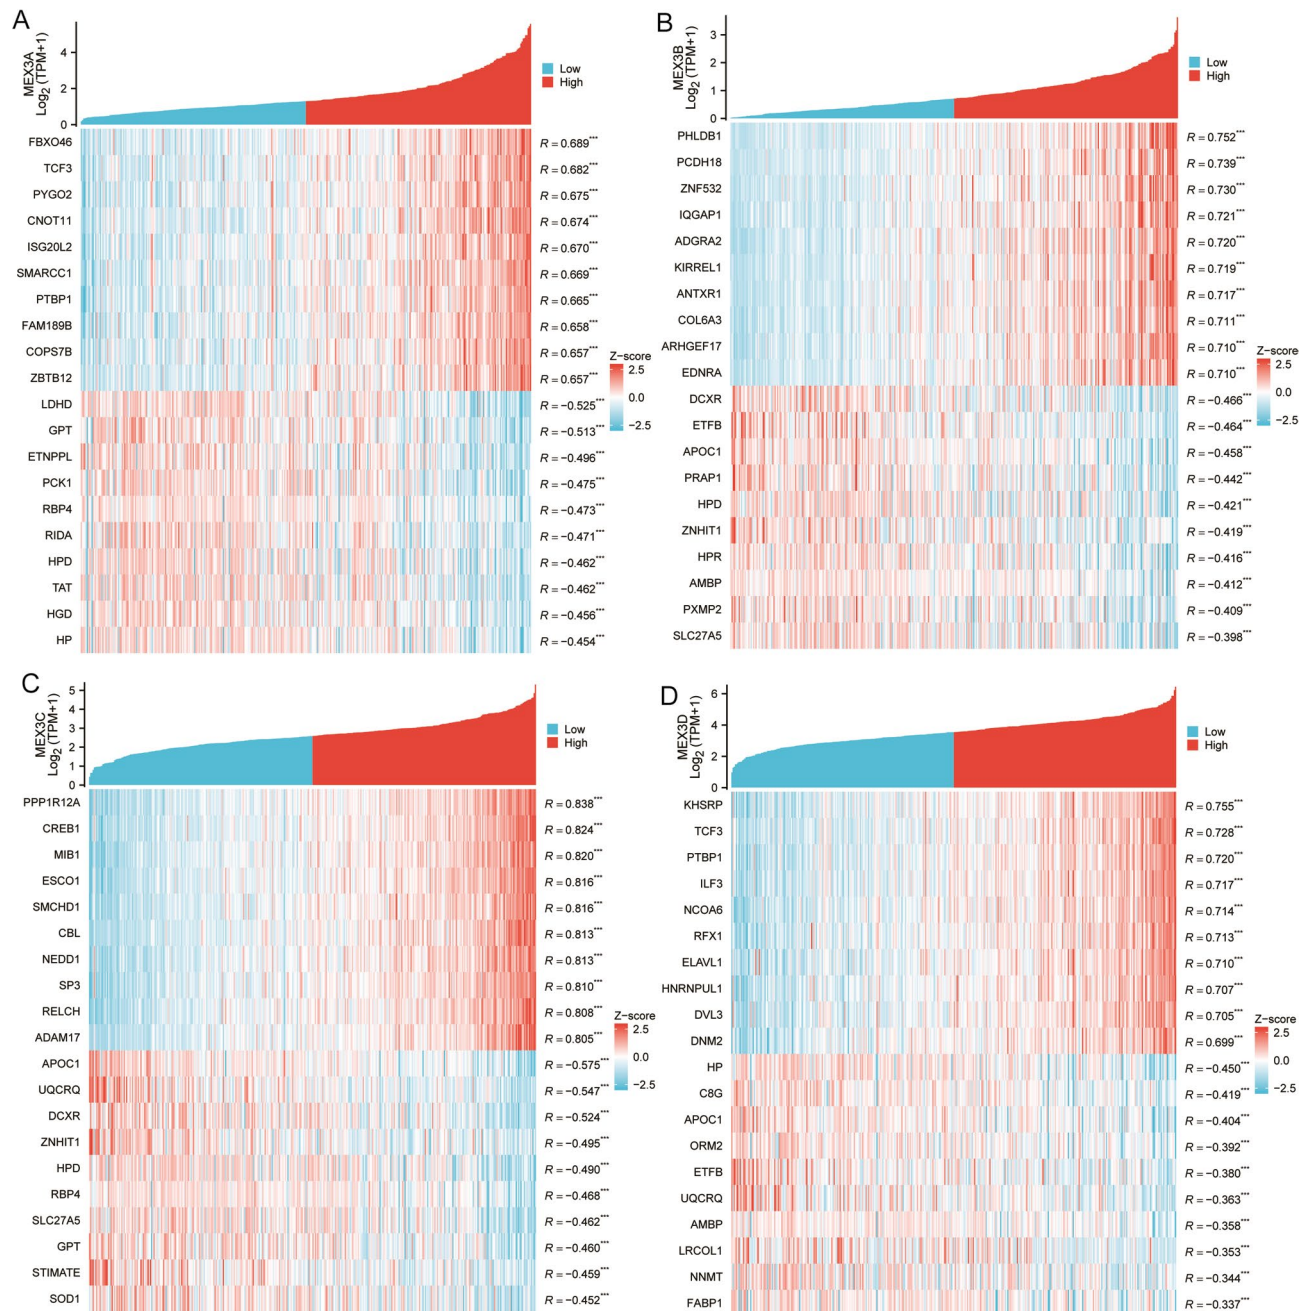 A
MEX3A
Log2 (TPM+1)
4
2
0
Low
High
FBXO46 R = 0.689***
TCF3 R = 0.682***
PYGO2 R = 0.675***
CNOT11 R = 0.674***
ISG20L2 R = 0.670***
SMARCC1 R = 0.669***
PTBP1 R = 0.665***
FAM189B R = 0.658***
COPS7B R = 0.657***
ZBTB12 R = 0.657***
LDHD R = −0.525***
GPT R = −0.513***
ETNPPL R = −0.496***
PCK1 R = −0.475***
RBP4 R = −0.473***
RIDA R = −0.471***
HPD R = −0.462***
TAT R = −0.462***
HGD R = −0.456***
HP R = −0.454***
Z−score
2.5
0.0
−2.5
B
MEX3B
Log2 (TPM+1)
3
2
1
0
Low
High
PHLDB1 R = 0.752***
PCDH18 R = 0.739***
ZNF532 R = 0.730***
IQGAP1 R = 0.721***
ADGRA2 R = 0.720***
KIRREL1 R = 0.719***
ANTXR1 R = 0.717***
COL6A3 R = 0.711***
ARHGEF17 R = 0.710***
EDNRA R = 0.710***
DCXR R = −0.466***
ETFB R = −0.464***
APOC1 R = −0.458***
PRAP1 R = −0.442***
HPD R = −0.421***
ZNHIT1 R = −0.419***
HPR R = −0.416***
AMBP R = −0.412***
PXMP2 R = −0.409***
SLC27A5 R = −0.398***
Z−score
2.5
0.0
−2.5
C
MEX3C
Log2 (TPM+1)
5
4
3
2
1
0
Low
High
PPP1R12A R = 0.838***
CREB1 R = 0.824***
MIB1 R = 0.820***
ESCO1 R = 0.816***
SMCHD1 R = 0.816***
CBL R = 0.813***
NEDD1 R = 0.813***
SP3 R = 0.810***
RELCH R = 0.808***
ADAM17 R = 0.805***
APOC1 R = −0.575***
UQCRQ R = −0.547***
DCXR R = −0.524***
ZNHIT1 R = −0.495***
HPD R = −0.490***
RBP4 R = −0.468***
SLC27A5 R = −0.462***
GPT R = −0.460***
STIMATE R = −0.459***
SOD1 R = −0.452***
Z−score
2.5
0.0
−2.5
D
MEX3D
Log2 (TPM+1)
6
4
2
0
Low
High
KHSRP R = 0.755***
TCF3 R = 0.728***
PTBP1 R = 0.720***
ILF3 R = 0.717***
NCOA6 R = 0.714***
RFX1 R = 0.713***
ELAVL1 R = 0.710***
HNRNPUL1 R = 0.707***
DVL3 R = 0.705***
DNM2 R = 0.699***
HP R = −0.450***
C8G R = −0.419***
APOC1 R = −0.404***
ORM2 R = −0.392***
ETFB R = −0.380***
UQCRQ R = −0.363***
AMBP R = −0.358***
LRCOL1 R = −0.353***
NNMT R = −0.344***
FABP1 R = −0.337***
Z−score
2.5
0.0
−2.5